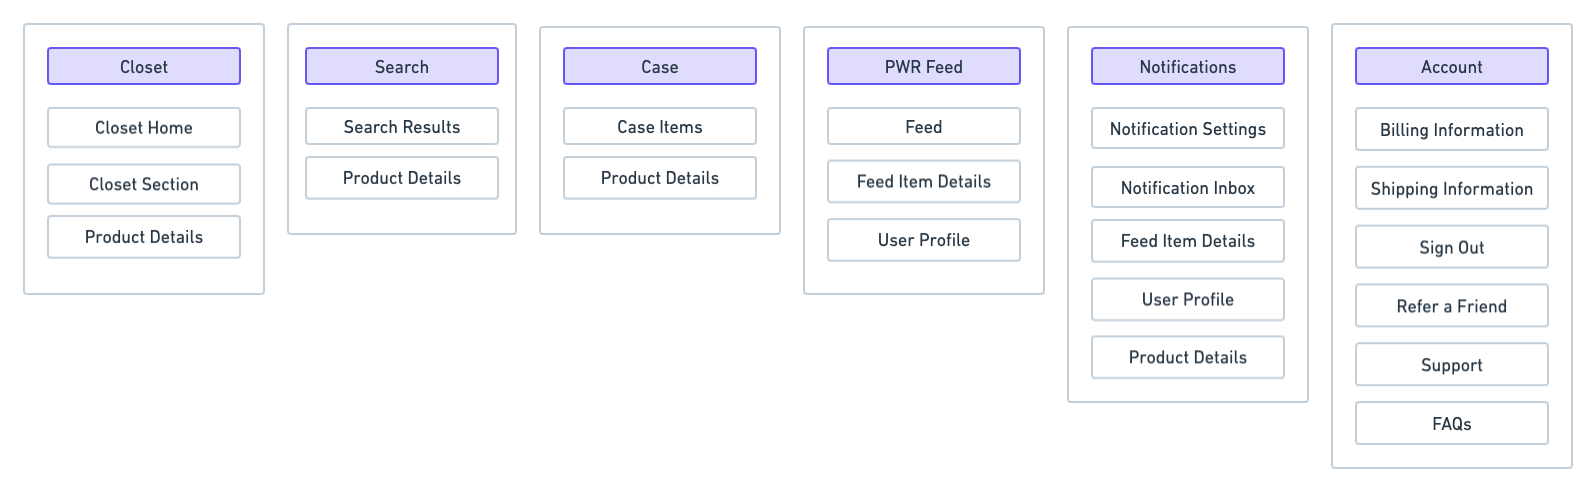 Closet
Closet Home
Closet Section
Product Details
Search
Search Results
Product Details
Case
Case Items
Product Details
PWR Feed
Feed
Feed Item Details
User Profile
Notifications
Notification Settings
Notification Inbox
Feed Item Details
User Profile
Product Details
Account
Billing Information
Shipping Information
Sign Out
Refer a Friend
Support
FAQs